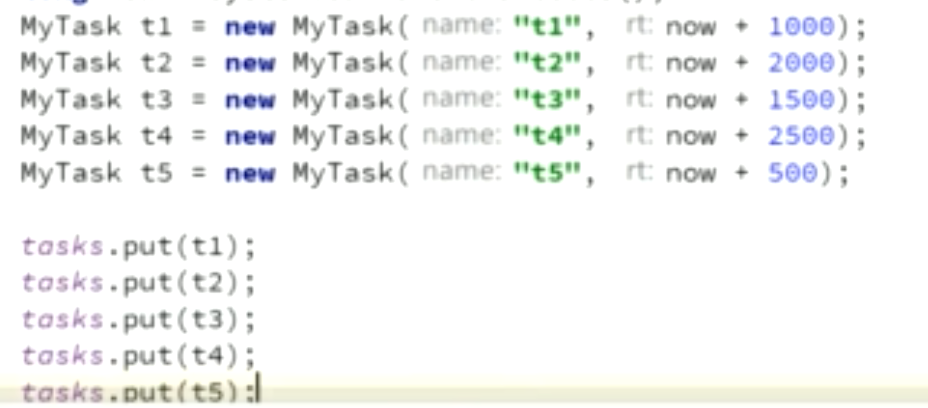 MyTask t1 = new MyTask( name: "t1", rt: now + 1000);
MyTask t2 = new MyTask( name: "t2", rt: now + 2000);
MyTask t3 = new MyTask( name: "t3", rt: now + 1500);
MyTask t4 = new MyTask( name: "t4", rt: now + 2500);
MyTask t5 = new MyTask( name: "t5", rt: now + 500);
tasks.put(t1);
tasks.put(t2);
tasks.put(t3);
tasks.put(t4);
tasks.put(t5);